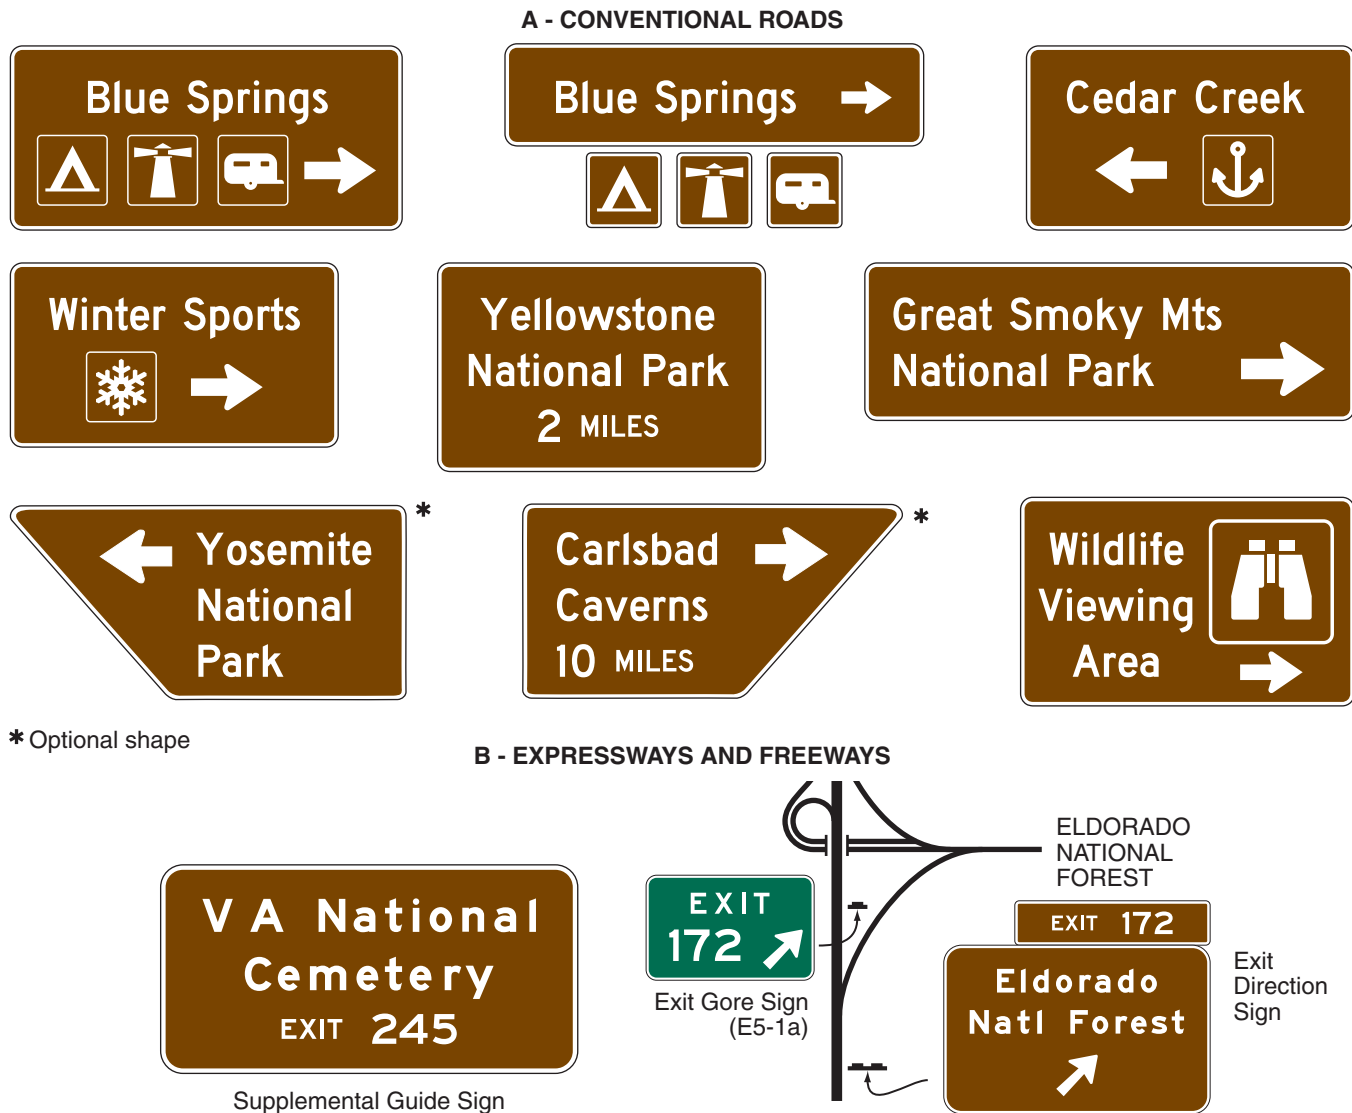 A - CONVENTIONAL ROADS
Blue Springs
Blue Springs
Cedar Creek
Winter Sports
Yellowstone
National Park
2 MILES
Great Smoky Mts
National Park
Yosemite
National
Park
*
Carlsbad
Caverns
10 MILES
*
Wildlife
Viewing
Area
* Optional shape
B - EXPRESSWAYS AND FREEWAYS
V A National
Cemetery
EXIT 245
Supplemental Guide Sign
EXIT
172
Exit Gore Sign
(E5-1a)
ELDORADO
NATIONAL
FOREST
EXIT 172
Eldorado
Natl Forest
Exit
Direction
Sign